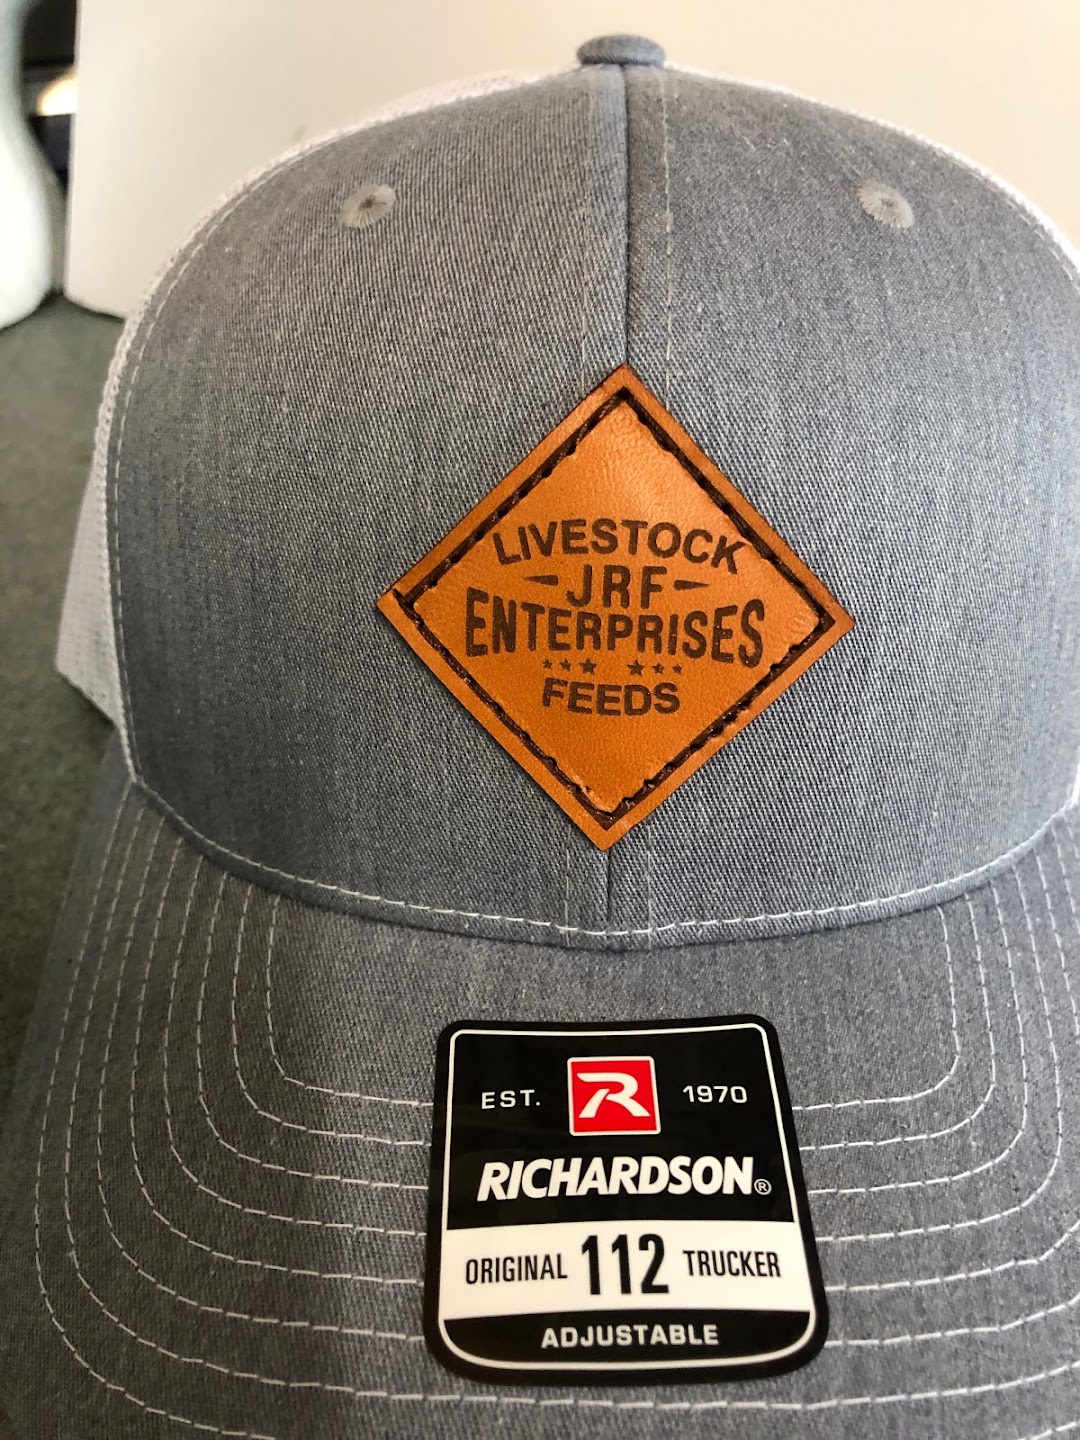 LIVESTOCK
JRF
ENTERPRISES
FEEDS
EST. R 1970
RICHARDSON®
ORIGINAL 112 TRUCKER
ADJUSTABLE